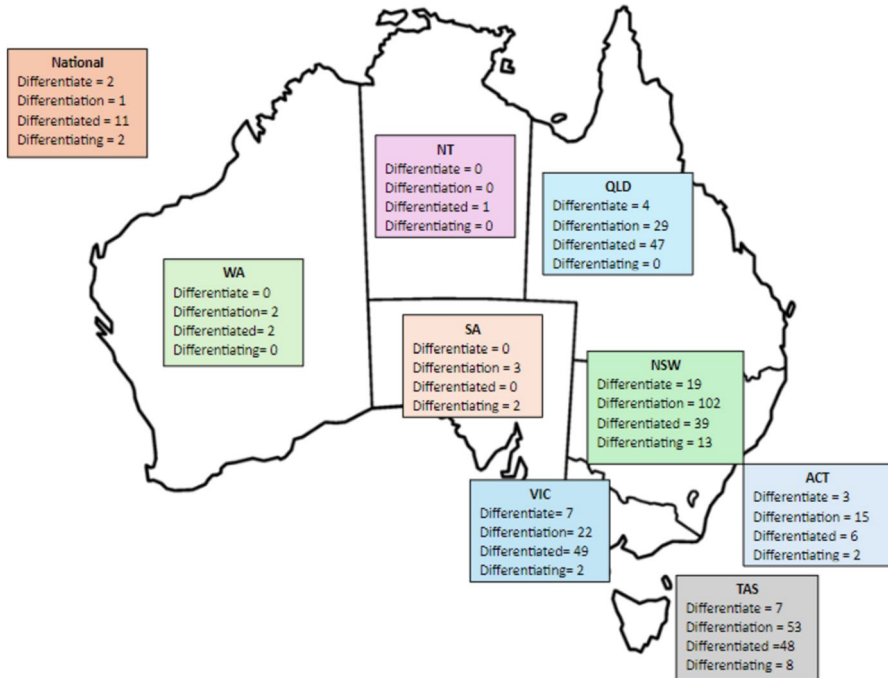 National
Differentiate = 2
Differentiation = 1
Differentiated = 11
Differentiating = 2
NT
Differentiate = 0
Differentiation = 0
Differentiated = 1
Differentiating = 0
QLD
Differentiate = 4
Differentiation = 29
Differentiated = 47
Differentiating = 0
WA
Differentiate = 0
Differentiation= 2
Differentiated= 2
Differentiating= 0
SA
Differentiate = 0
Differentiation = 3
Differentiated = 0
Differentiating = 2
NSW
Differentiate = 19
Differentiation = 102
Differentiated = 39
Differentiating = 13
ACT
Differentiate = 3
Differentiation = 15
Differentiated = 6
Differentiating = 2
VIC
Differentiate= 7
Differentiation= 22
Differentiated= 49
Differentiating= 2
TAS
Differentiate = 7
Differentiation = 53
Differentiated =48
Differentiating = 8